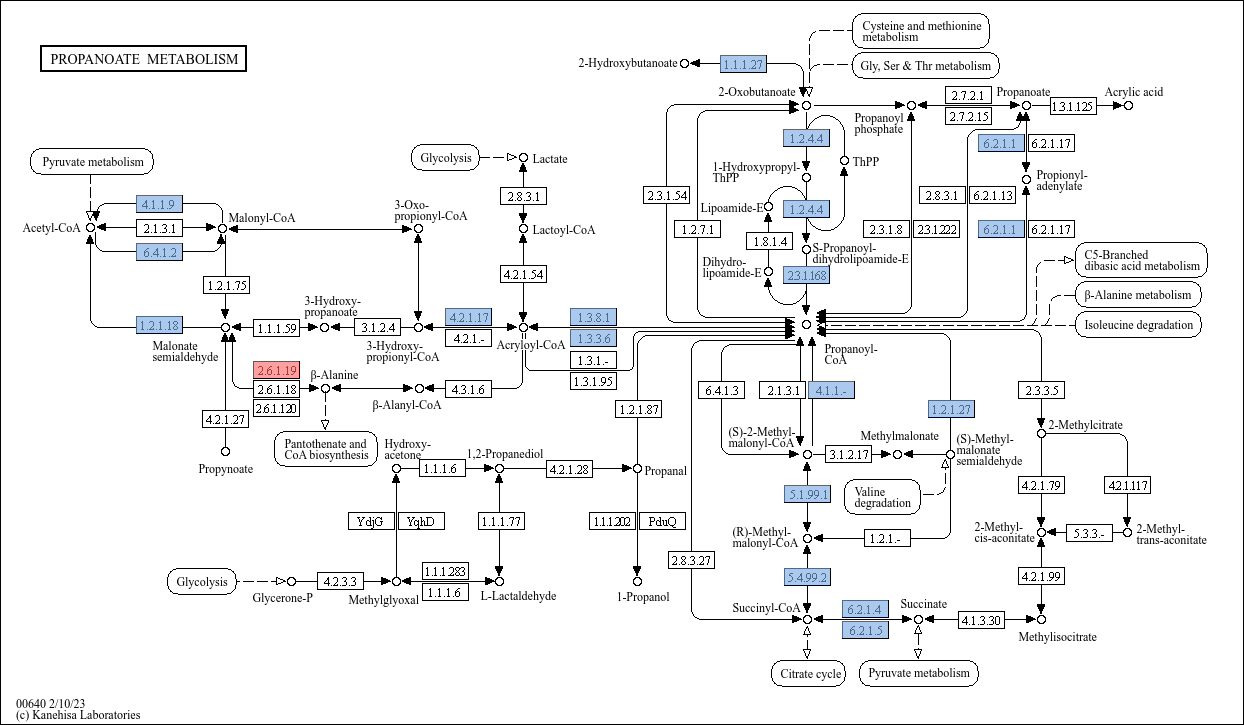 PROPANOATE METABOLISM
Cysteine and methionine
metabolism
Gly, Ser & Thr metabolism
2-Hydroxybutanoate
1.1.1.27
2-Oxobutanoate
Propanoyl
phosphate
2.7.2.1
2.7.2.15
Propanoate
1.3.1.125
Acrylic acid
1.2.4.4
ThPP
6.2.1.1
6.2.1.17
Propionyl-
adenylate
1-Hydroxypropyl-
ThPP
Lipoamide-E
1.2.4.4
1.8.1.4
Dihydro-
lipoamide-E
S-Propanoyl-
dihydrolipoamide-E
2.3.1.168
2.3.1.54
1.2.7.1
2.3.1.8
2.3.1.222
2.8.3.1
6.2.1.13
6.2.1.1
6.2.1.17
C5-Branched
dibasic acid metabolism
β-Alanine metabolism
Isoleucine degradation
Pyruvate metabolism
Glycolysis
Lactate
2.8.3.1
Lactoyl-CoA
4.2.1.54
4.1.1.9
Acetyl-CoA
2.1.3.1
Malonyl-CoA
6.4.1.2
3-Oxo-
propionyl-CoA
1.2.1.75
1.2.1.18
Malonate
semialdehyde
1.1.1.59
3-Hydroxy-
propanoate
3.1.2.4
3-Hydroxy-
propionyl-CoA
4.2.1.17
4.2.1.-
Acryloyl-CoA
1.3.8.1
1.3.3.6
1.3.1.-
1.3.1.95
Propanoyl-
CoA
2.6.1.19
2.6.1.18
2.6.1.120
β-Alanine
β-Alanyl-CoA
4.3.1.6
4.2.1.27
Propynoate
Pantothenate and
CoA biosynthesis
6.4.1.3
2.1.3.1
4.1.1.-
1.2.1.27
2.3.3.5
1.2.1.87
(S)-2-Methyl-
malonyl-CoA
3.1.2.17
Methylmalonate
(S)-Methyl-
malonate
semialdehyde
2-Methylcitrate
Hydroxy-
acetone
1.1.1.6
1,2-Propanediol
4.2.1.28
Propanal
5.1.99.1
Valine
degradation
4.2.1.79
4.2.1.117
YdjG
YqhD
1.1.1.77
1.1.1.202
PduQ
(R)-Methyl-
malonyl-CoA
1.2.1.-
2-Methyl-
cis-aconitate
5.3.3.-
2-Methyl-
trans-aconitate
2.8.3.27
5.4.99.2
4.2.1.99
Glycolysis
Glycerone-P
4.2.3.3
Methylglyoxal
1.1.1.283
1.1.1.6
L-Lactaldehyde
1-Propanol
Succinyl-CoA
6.2.1.4
6.2.1.5
Succinate
4.1.3.30
Methylisocitrate
Citrate cycle
Pyruvate metabolism
00640 2/10/23
(c) Kanehisa Laboratories